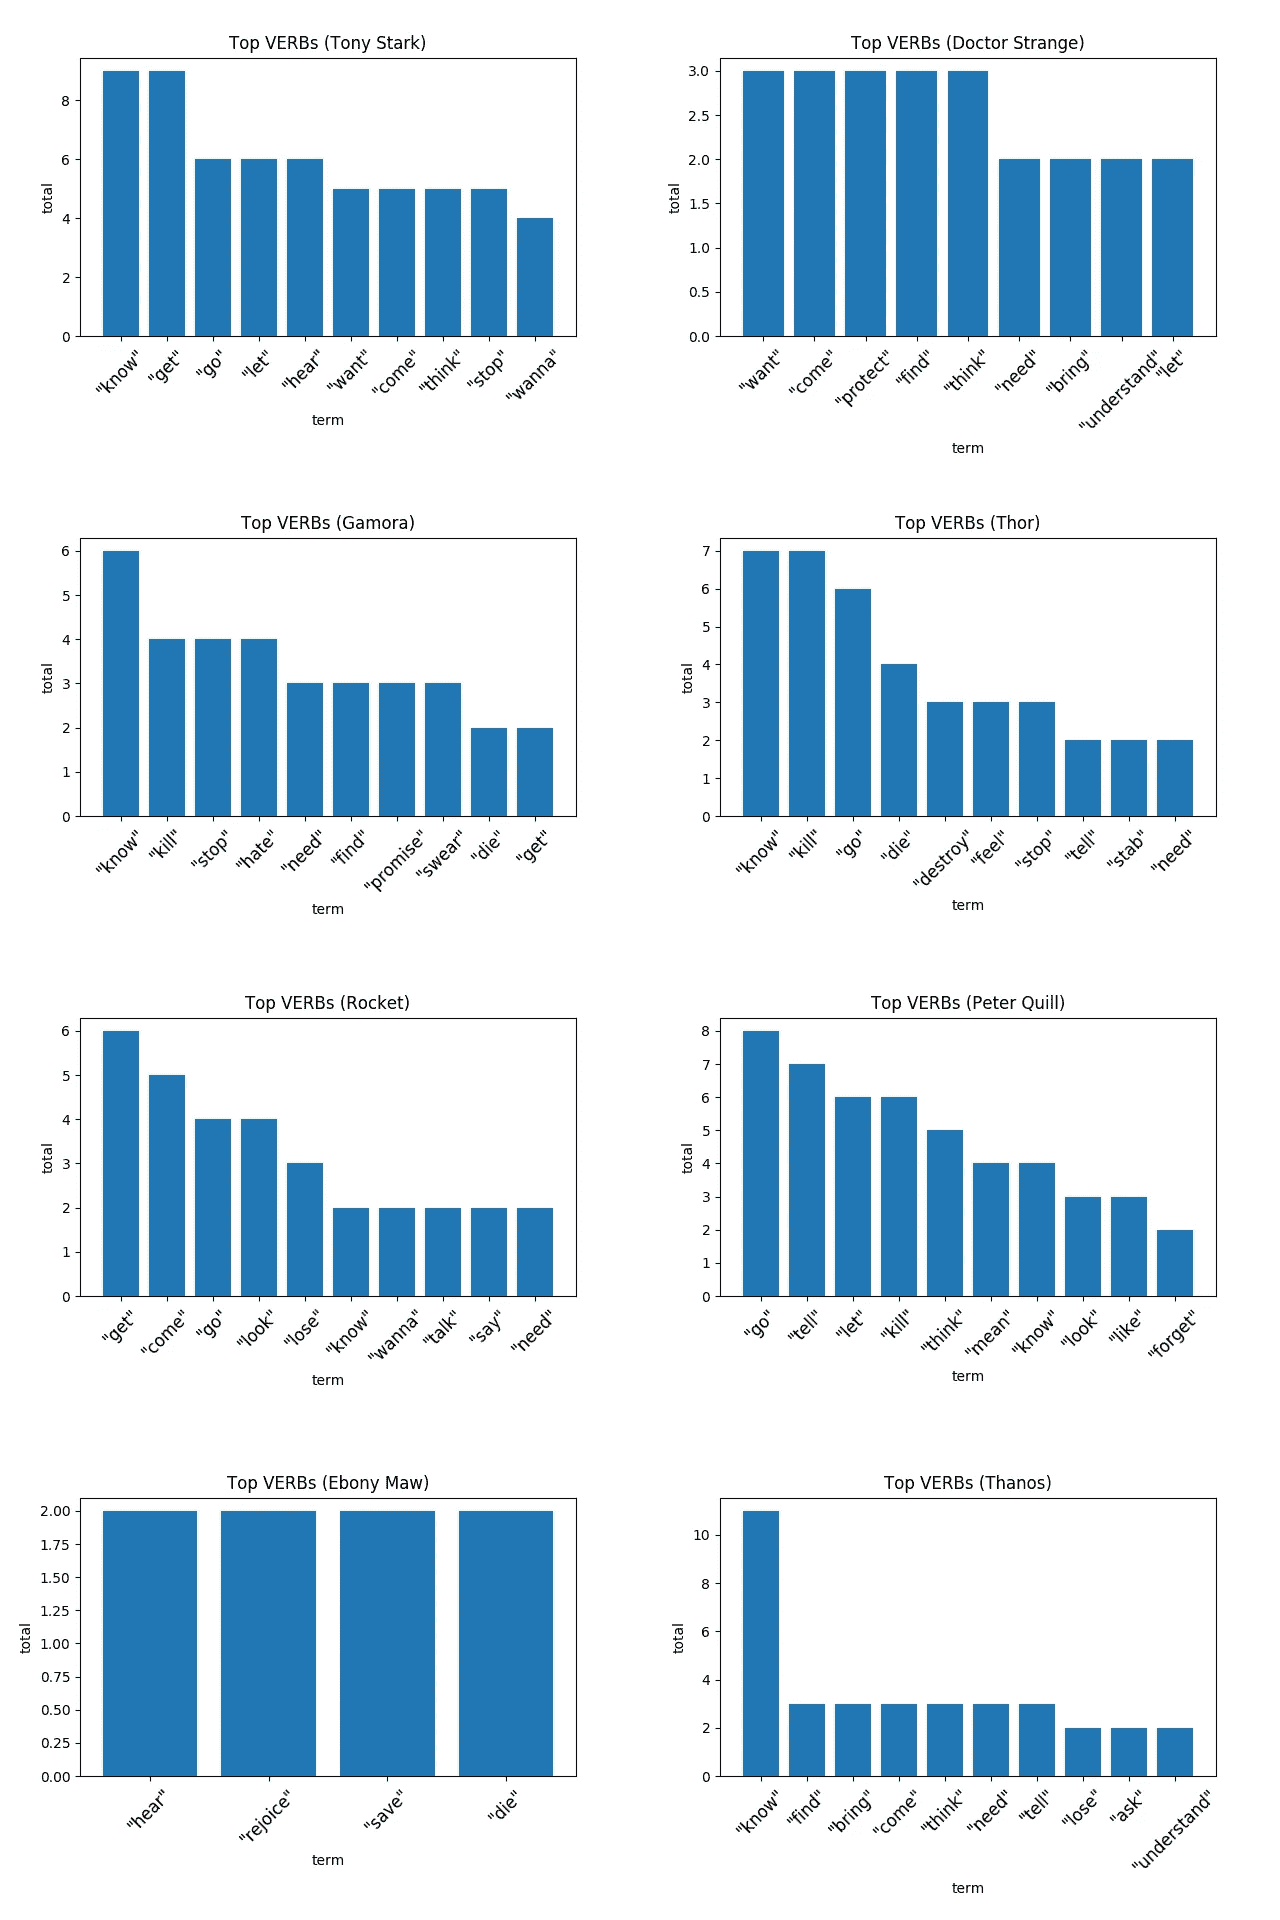 Top VERBs (Tony Stark)
total
8
6
4
2
0
"know" "get" "go" "let" "hear" "want" "come" "think" "stop" "wanna"
term
Top VERBs (Doctor Strange)
total
3.0
2.5
2.0
1.5
1.0
0.5
0.0
"want" "come" "protect" "find" "think" "need" "bring" "understand" "let"
term
Top VERBs (Gamora)
total
6
5
4
3
2
1
0
"know" "kill" "stop" "hate" "need" "find" "promise" "swear" "die" "get"
term
Top VERBs (Thor)
total
7
6
5
4
3
2
1
0
"know" "kill" "go" "die" "destroy" "feel" "stop" "tell" "stab" "need"
term
Top VERBs (Rocket)
total
6
5
4
3
2
1
0
"get" "come" "go" "look" "lose" "know" "wanna" "talk" "say" "need"
term
Top VERBs (Peter Quill)
total
8
7
6
5
4
3
2
1
0
"go" "tell" "let" "kill" "think" "mean" "know" "look" "like" "forget"
term
Top VERBs (Ebony Maw)
total
2.00
1.75
1.50
1.25
1.00
0.75
0.50
0.25
0.00
"hear" "rejoice" "save" "die"
term
Top VERBs (Thanos)
total
10
8
6
4
2
0
"know" "find" "bring" "come" "think" "need" "tell" "lose" "ask" "understand"
term